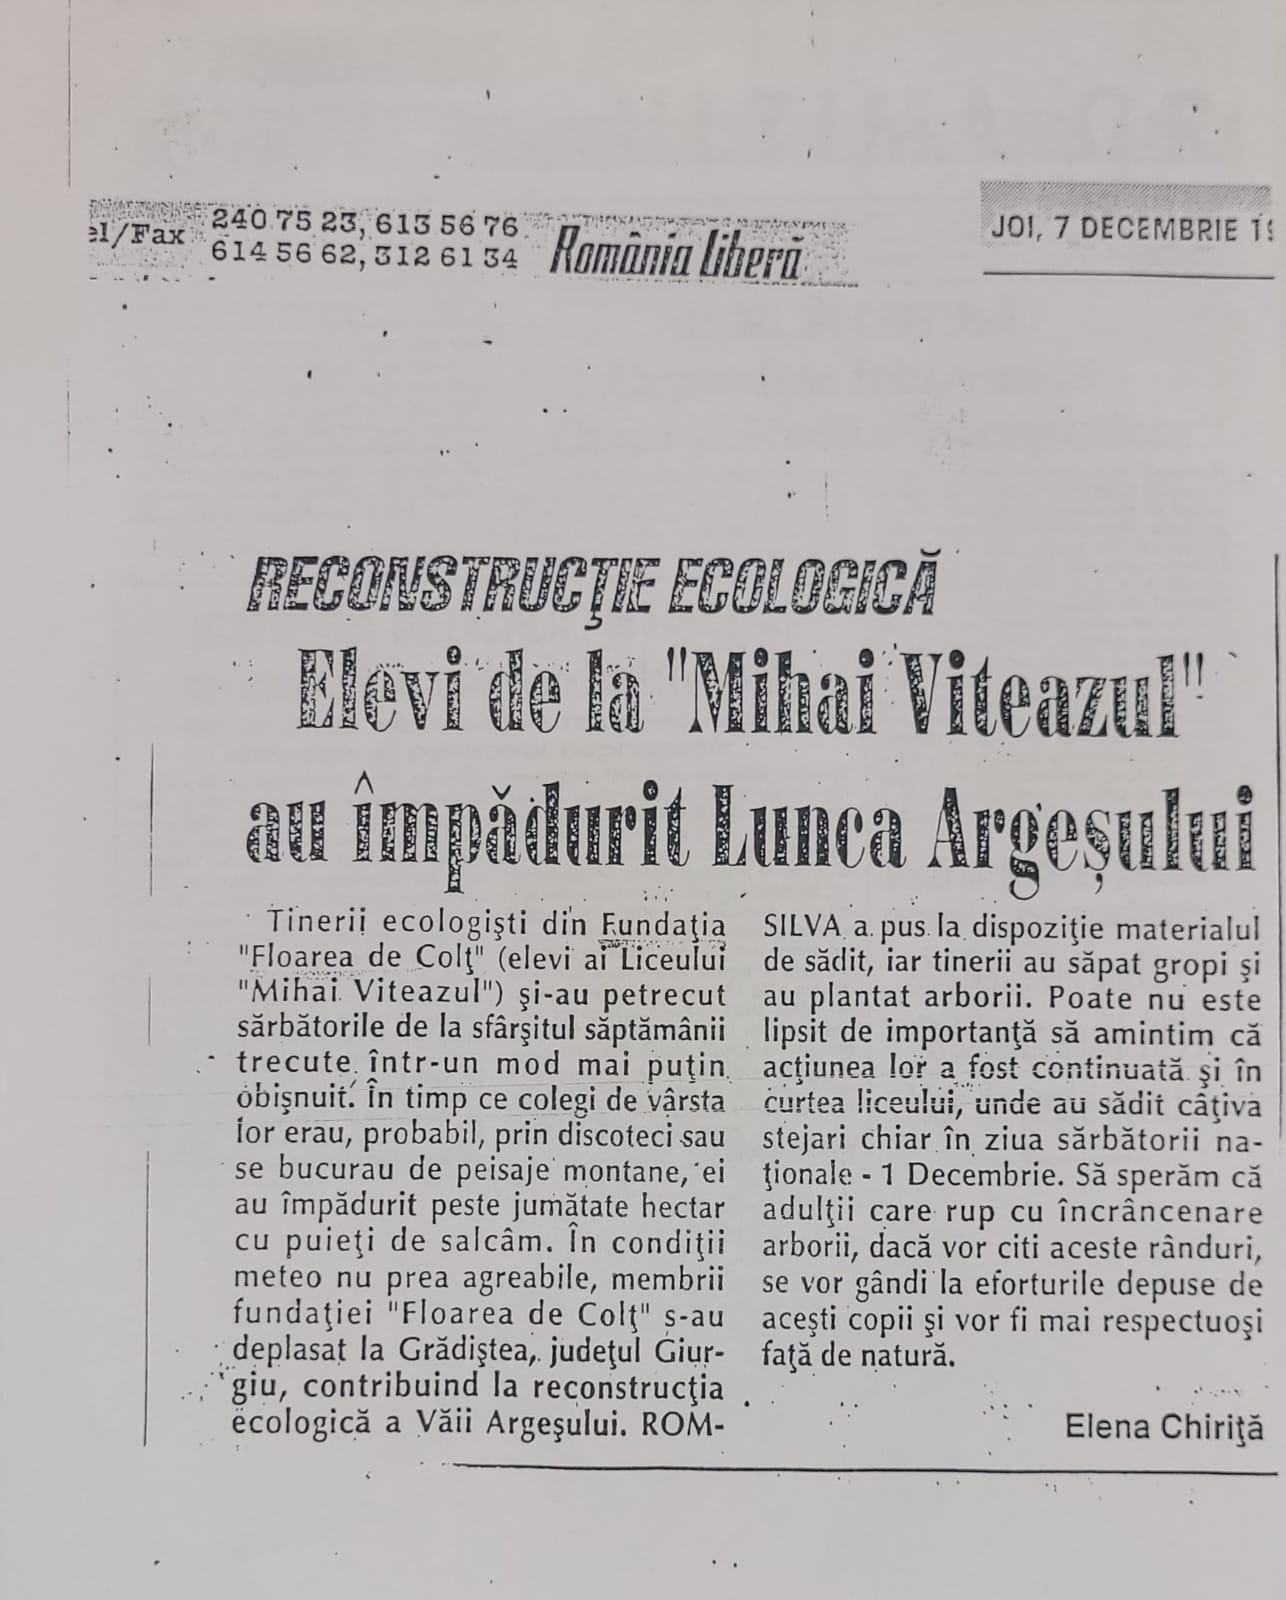 el/Fax 240 75 23, 613 56 76
614 56 62, 312 61 34
România liberă
JOI, 7 DECEMBRIE 19
RECONSTRUCŢIE ECOLOGICĂ
Elevi de la "Mihai Viteazul"
au împădurit Lunca Argeșului
Tinerii ecologişti din Fundaţia
"Floarea de Colţ" (elevi ai Liceului
"Mihai Viteazul") şi-au petrecut
sărbătorile de la sfârşitul săptămânii
trecute într-un mod mai puţin
obişnuit. În timp ce colegi de vârsta
lor erau, probabil, prin discoteci sau
se bucurau de peisaje montane, ei
au împădurit peste jumătate hectar
cu puieţi de salcâm. În condiţii
meteo nu prea agreabile, membrii
fundaţiei "Floarea de Colţ" s-au
deplasat la Grădiştea, judeţul Giur-
giu, contribuind la reconstrucţia
ecologică a Văii Argeşului. ROM-
SILVA a pus la dispoziţie materialul
de sădit, iar tinerii au săpat gropi şi
au plantat arborii. Poate nu este
lipsit de importanţă să amintim că
acţiunea lor a fost continuată şi în
curtea liceului, unde au sădit câţiva
stejari chiar în ziua sărbătorii na-
ţionale - 1 Decembrie. Să sperăm că
adulţii care rup cu încrâncenare
arborii, dacă vor citi aceste rânduri,
se vor gândi la eforturile depuse de
aceşti copii şi vor fi mai respectuoşi
faţă de natură.
Elena Chiriţă